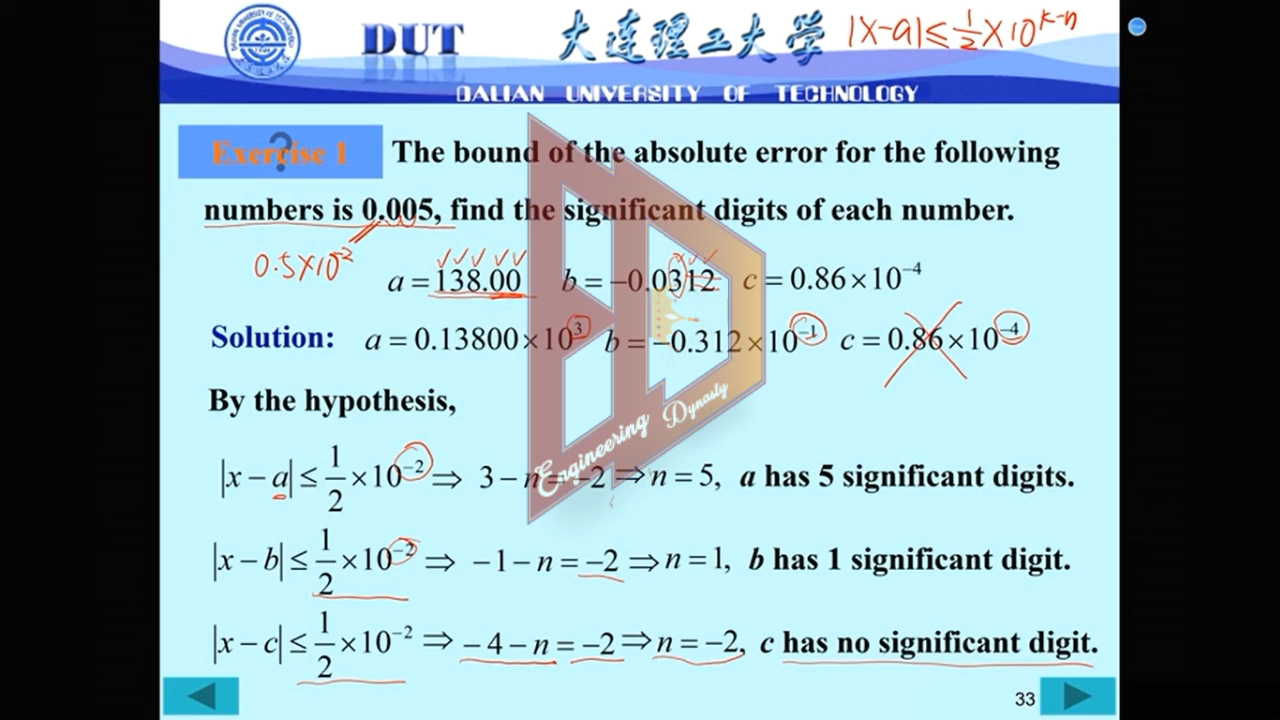 DUT 大连理工大学 |x-a| ≤ 1/2 × 10^{k-n}
DALIAN UNIVERSITY OF TECHNOLOGY
Exercise 1 ? The bound of the absolute error for the following
numbers is 0.005, find the significant digits of each number.
0.5×10^{-2}
a = 138.00 b = −0.0312 c = 0.86×10^{−4}
Solution: a = 0.13800×10^{3} b = −0.312×10^{−1} c = 0.86×10^{−4}
By the hypothesis,
|x − a| ≤ 1/2 ×10^{−2} ⇒ 3 − n = −2 ⇒ n = 5, a has 5 significant digits.
|x − b| ≤ 1/2 ×10^{−2} ⇒ −1 − n = −2 ⇒ n = 1, b has 1 significant digit.
|x − c| ≤ 1/2 ×10^{−2} ⇒ −4 − n = −2 ⇒ n = −2, c has no significant digit.
Engineering Dynasty
33